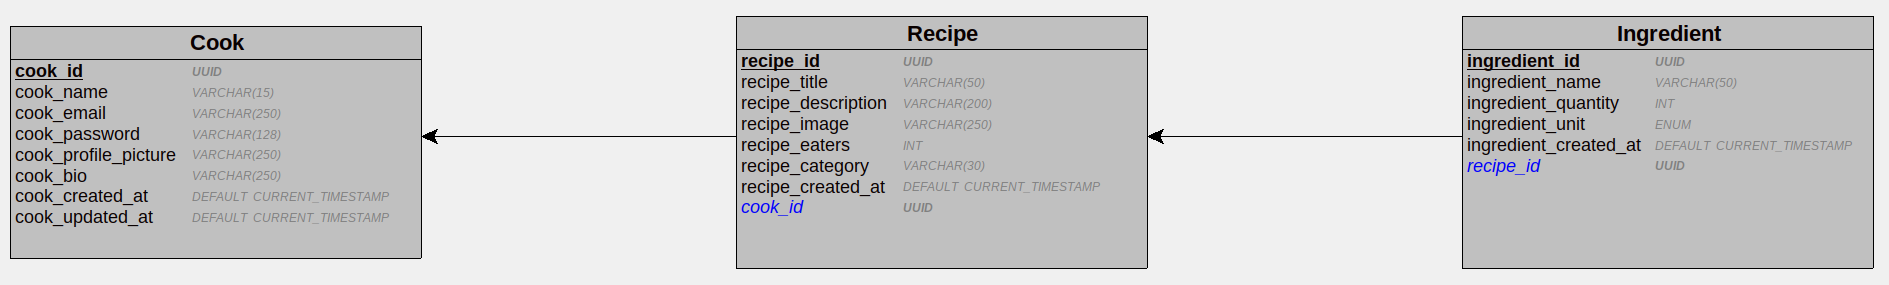 Cook
cook_id UUID
cook_name VARCHAR(15)
cook_email VARCHAR(250)
cook_password VARCHAR(128)
cook_profile_picture VARCHAR(250)
cook_bio VARCHAR(250)
cook_created_at DEFAULT CURRENT_TIMESTAMP
cook_updated_at DEFAULT CURRENT_TIMESTAMP
Recipe
recipe_id UUID
recipe_title VARCHAR(50)
recipe_description VARCHAR(200)
recipe_image VARCHAR(250)
recipe_eaters INT
recipe_category VARCHAR(30)
recipe_created_at DEFAULT CURRENT_TIMESTAMP
cook_id UUID
Ingredient
ingredient_id UUID
ingredient_name VARCHAR(50)
ingredient_quantity INT
ingredient_unit ENUM
ingredient_created_at DEFAULT CURRENT_TIMESTAMP
recipe_id UUID